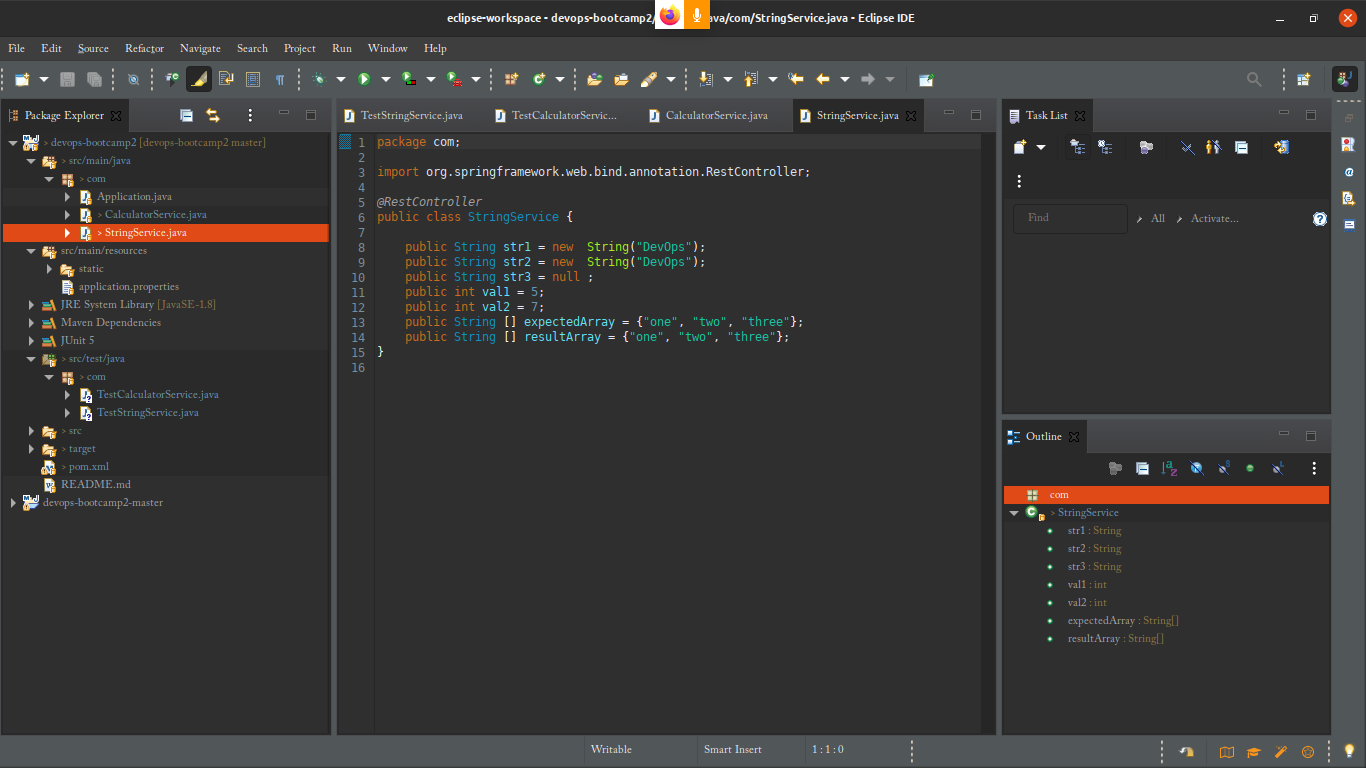 eclipse-workspace - devops-bootcamp2/ ava/com/StringService.java - Eclipse IDE
File Edit Source Refactor Navigate Search Project Run Window Help
Package Explorer
> devops-bootcamp2 [devops-bootcamp2 master]
> src/main/java
> com
Application.java
> CalculatorService.java
> StringService.java
src/main/resources
static
application.properties
JRE System Library [JavaSE-1.8]
Maven Dependencies
JUnit 5
> src/test/java
> com
TestCalculatorService.java
TestStringService.java
> src
> target
> pom.xml
README.md
devops-bootcamp2-master
TestStringService.java TestCalculatorServic... CalculatorService.java StringService.java
1 package com;
2
3 import org.springframework.web.bind.annotation.RestController;
4
5 @RestController
6 public class StringService {
7
8 public String str1 = new  String("DevOps");
9 public String str2 = new  String("DevOps");
10 public String str3 = null ;
11 public int val1 = 5;
12 public int val2 = 7;
13 public String [] expectedArray = {"one", "two", "three"};
14 public String [] resultArray = {"one", "two", "three"};
15 }
16
Task List
Find All Activate...
Outline
com
> StringService
str1 : String
str2 : String
str3 : String
val1 : int
val2 : int
expectedArray : String[]
resultArray : String[]
Writable Smart Insert 1 : 1 : 0